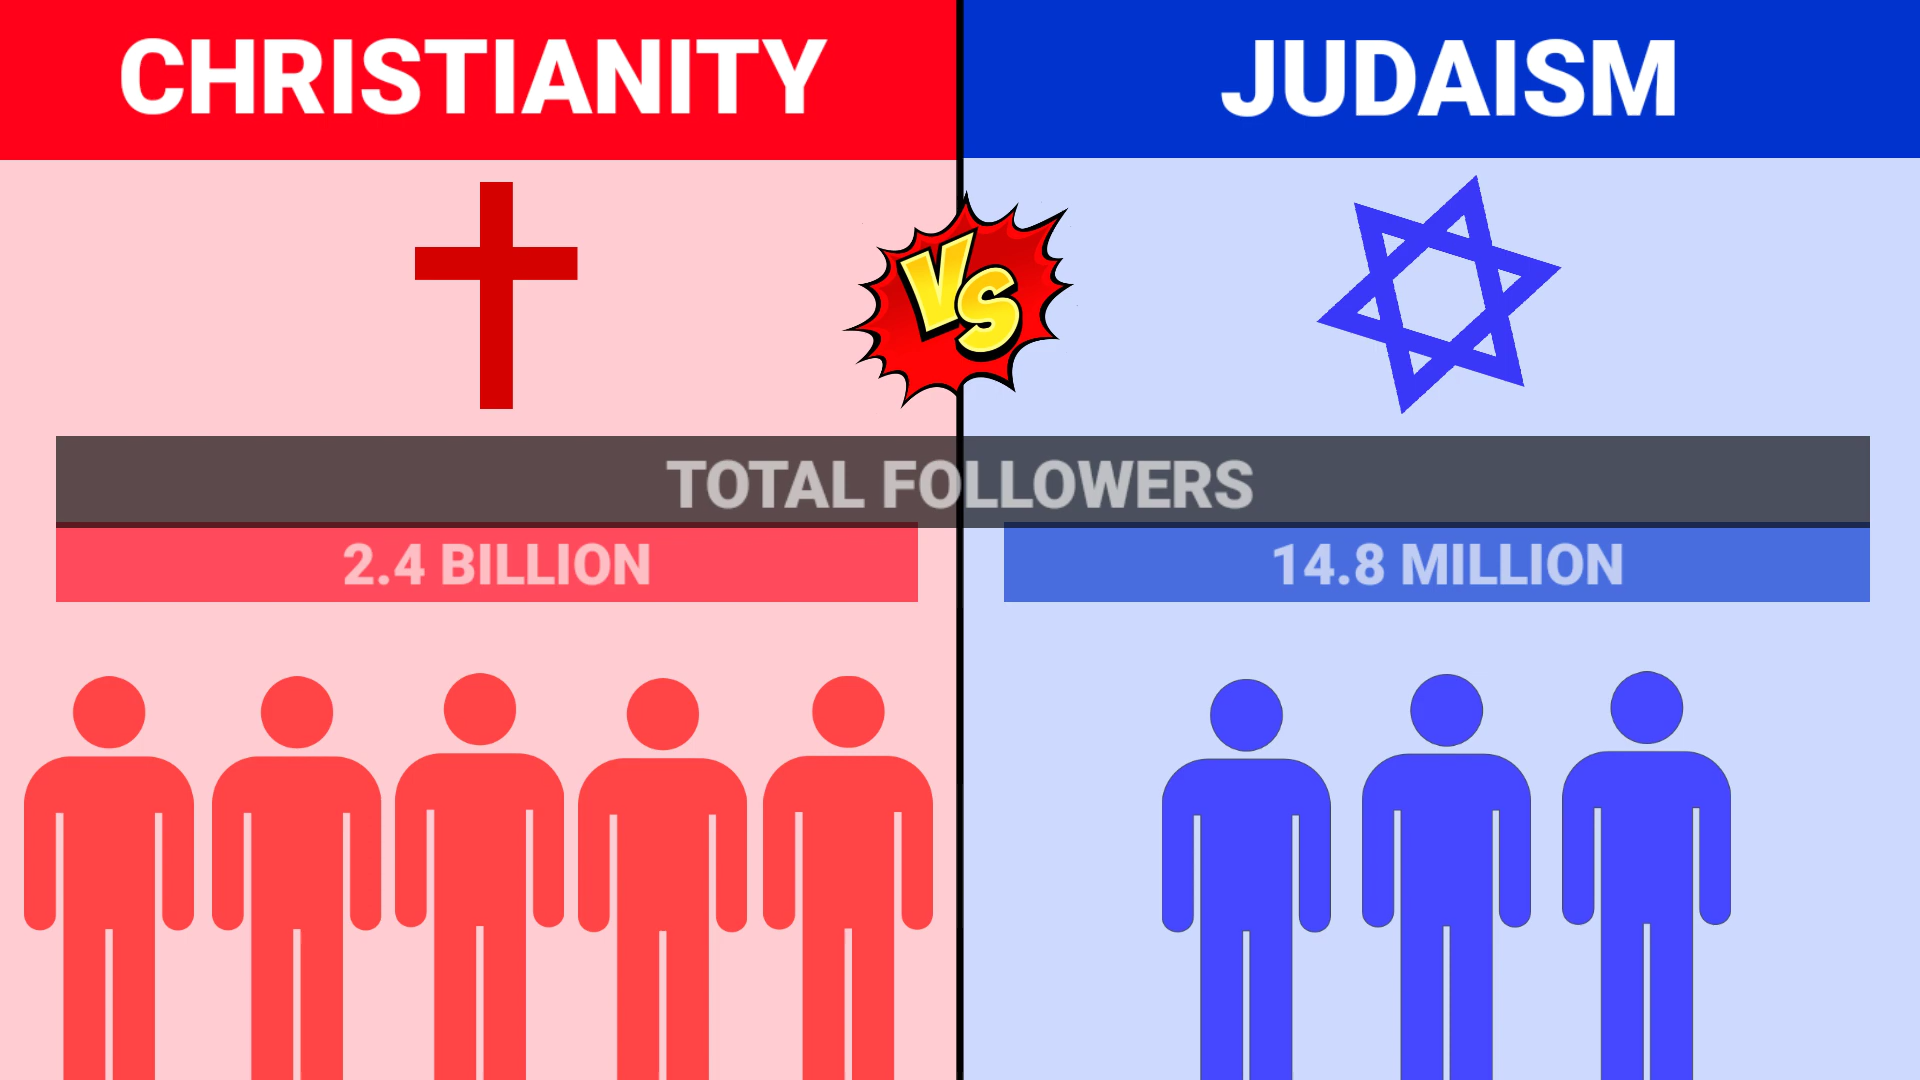 CHRISTIANITY
JUDAISM
VS
TOTAL FOLLOWERS
2.4 BILLION
14.8 MILLION